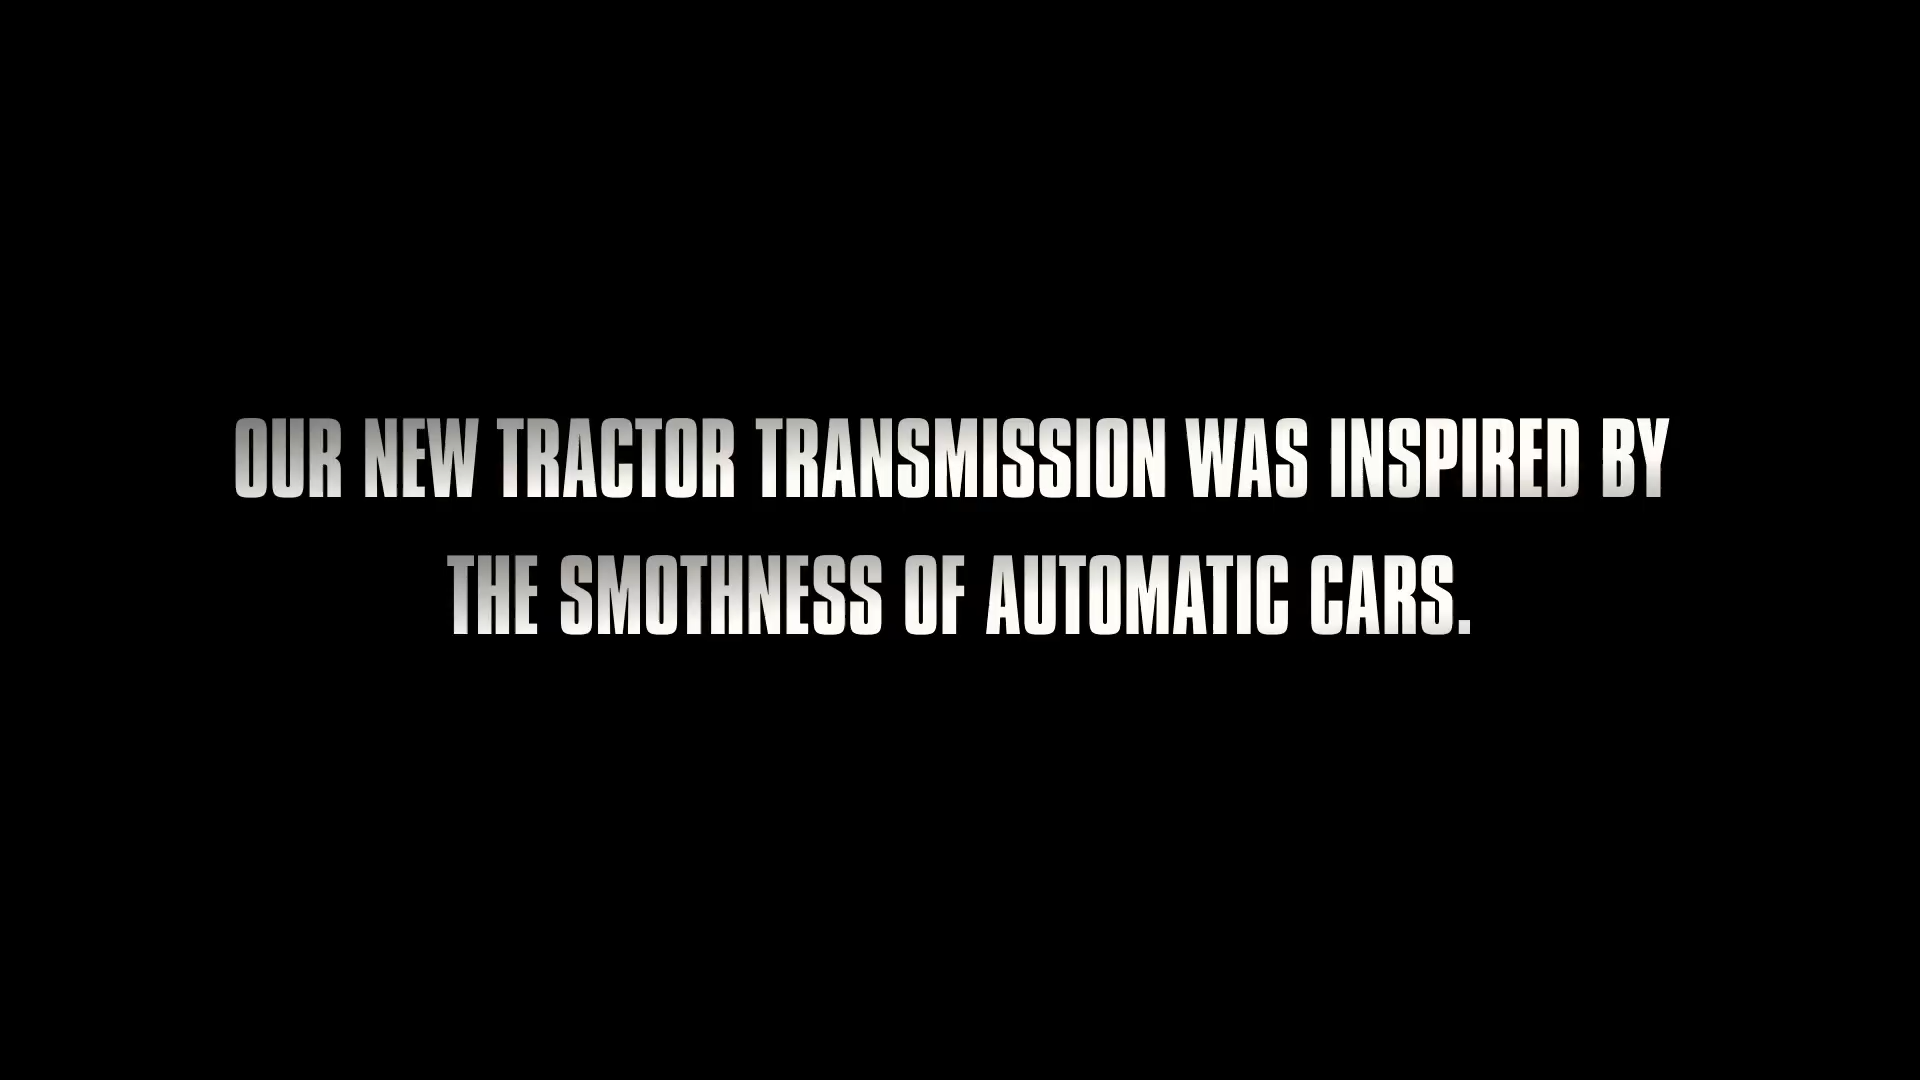 OUR NEW TRACTOR TRANSMISSION WAS INSPIRED BY
THE SMOTHNESS OF AUTOMATIC CARS.